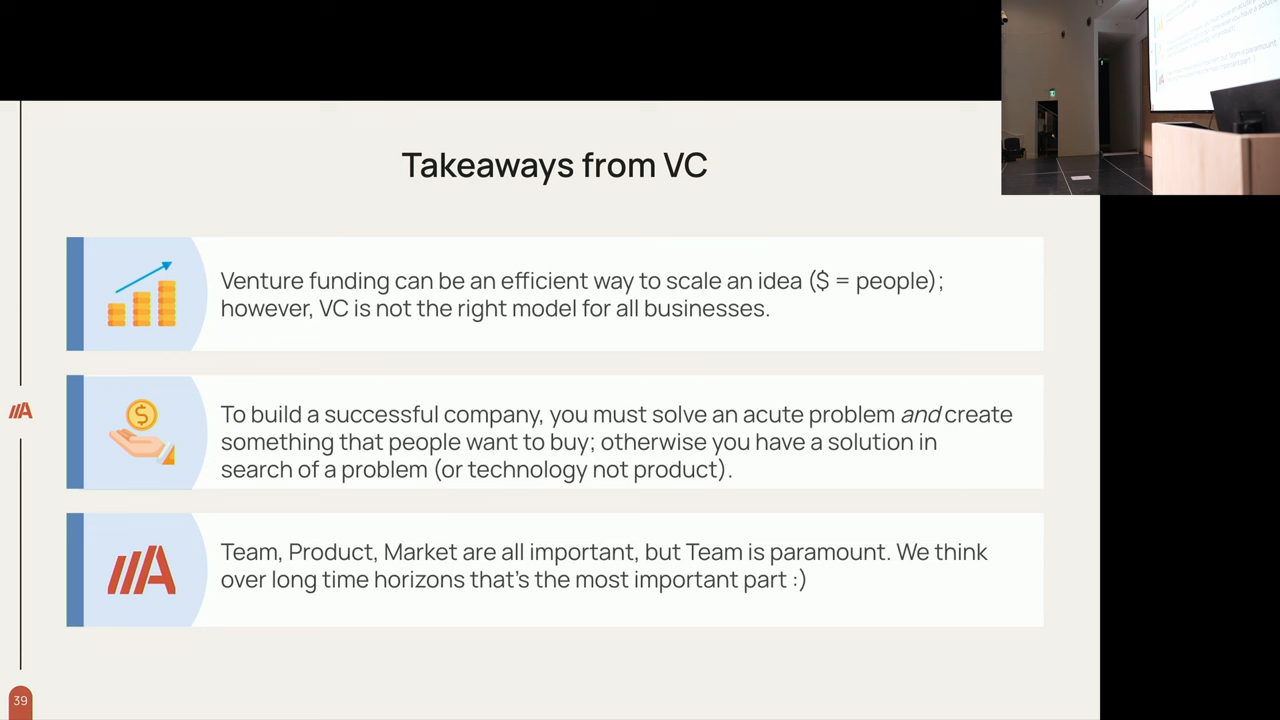 Takeaways from VC
Venture funding can be an efficient way to scale an idea ($ = people);
however, VC is not the right model for all businesses.
To build a successful company, you must solve an acute problem and create
something that people want to buy; otherwise you have a solution in
search of a problem (or technology not product).
Team, Product, Market are all important, but Team is paramount. We think
over long time horizons that's the most important part :)
39